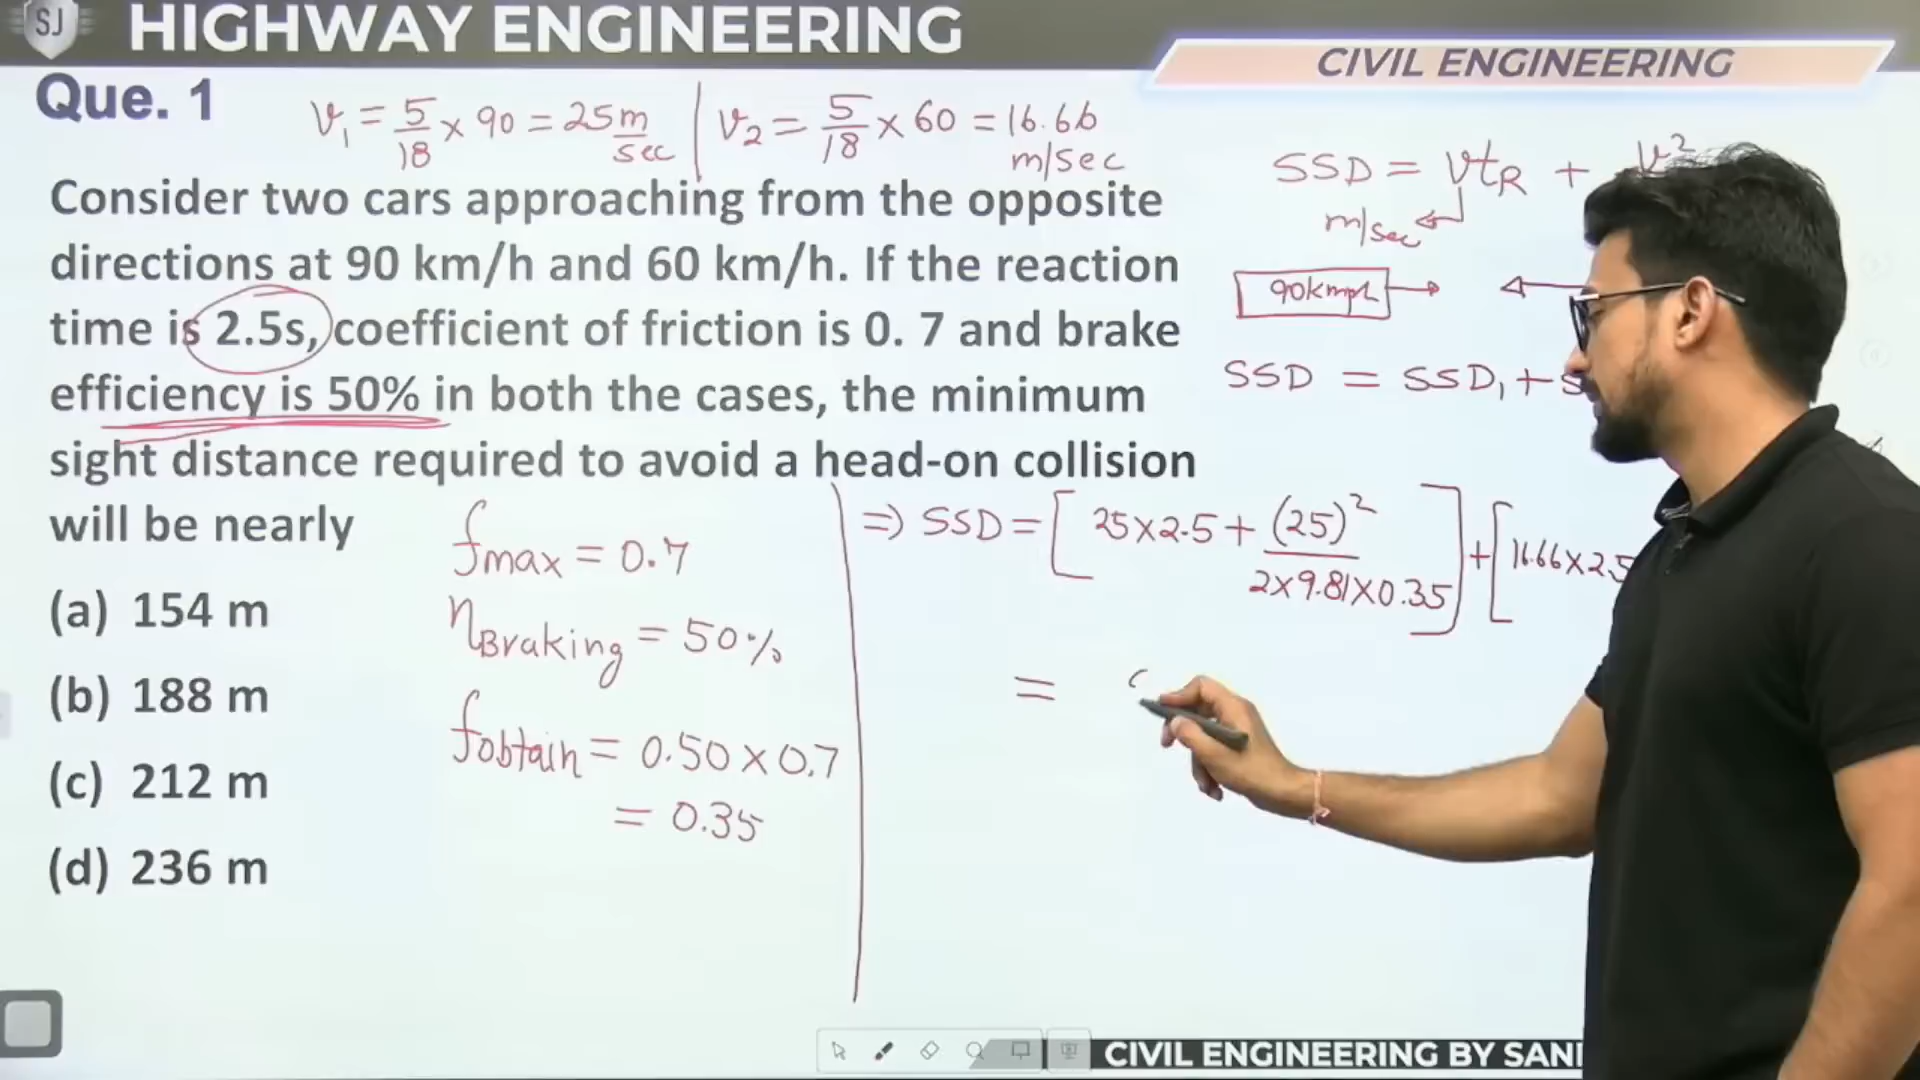 SJ
HIGHWAY ENGINEERING
CIVIL ENGINEERING
Que. 1
v₁ = 5/18 × 90 = 25 m/sec | v₂ = 5/18 × 60 = 16.66 m/sec
Consider two cars approaching from the opposite
directions at 90 km/h and 60 km/h. If the reaction
time is 2.5s, coefficient of friction is 0. 7 and brake
efficiency is 50% in both the cases, the minimum
sight distance required to avoid a head-on collision
will be nearly
(a) 154 m
(b) 188 m
(c) 212 m
(d) 236 m
fmax = 0.7
ηBraking = 50%
fobtain = 0.50 × 0.7
= 0.35
SSD = vtR + v²
m/sec
90kmph
SSD = SSD₁ + S
⇒ SSD = [25×2.5 + (25)²/2×9.81×0.35] + [16.66×2.5
=
CIVIL ENGINEERING BY